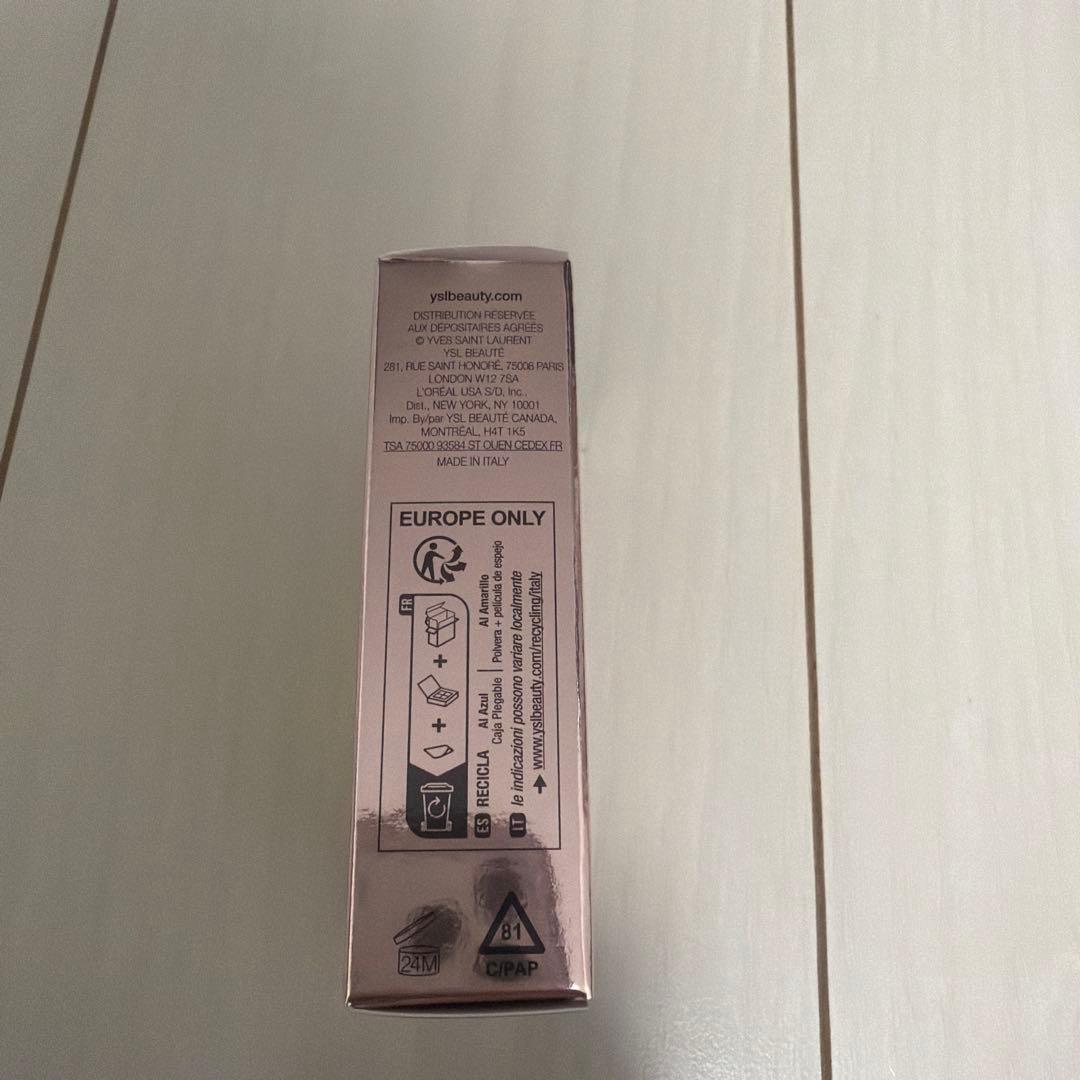 yslbeauty.com
DISTRIBUTION RÉSERVÉE
AUX DÉPOSITAIRES AGRÉÉS
© YVES SAINT LAURENT
YSL BEAUTÉ
281, RUE SAINT HONORÉ, 75008 PARIS
LONDON W12 7SA
L'ORÉAL USA S/D, Inc.,
Dist., NEW YORK, NY 10001
Imp. By/par YSL BEAUTÉ CANADA,
MONTRÉAL, H4T 1K5
TSA 75000 93584 ST OUEN CEDEX FR
MADE IN ITALY
EUROPE ONLY
FR
+
+
ES RECICLA
Al Azul
Caja Plegable
Al Amarillo
Polvera + película de espejo
IT le indicazioni possono variare localmente
www.yslbeauty.com/recycling/italy
24M
81
C/PAP